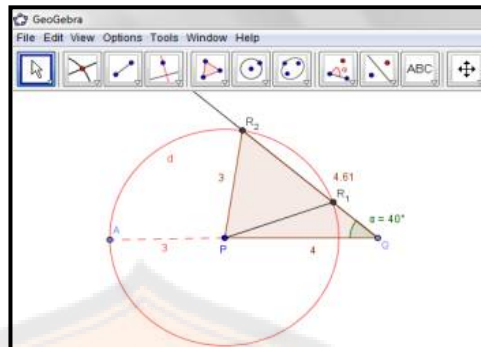 GeoGebra
File Edit View Options Tools Window Help
ABC
R2
d
3
4.61
R1
α = 40°
A
3
P
4
Q